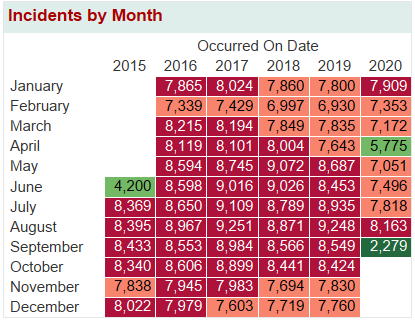 Incidents by Month
Occurred On Date
2015 2016 2017 2018 2019 2020
January 7,865 8,024 7,860 7,800 7,909
February 7,339 7,429 6,997 6,930 7,353
March 8,215 8,194 7,849 7,835 7,172
April 8,119 8,101 8,004 7,643 5,775
May 8,594 8,745 9,072 8,687 7,051
June 4,200 8,598 9,016 9,026 8,453 7,496
July 8,369 8,650 9,109 8,789 8,935 7,818
August 8,395 8,967 9,251 8,871 9,248 8,163
September 8,433 8,553 8,984 8,566 8,549 2,279
October 8,340 8,606 8,899 8,441 8,424
November 7,838 7,945 7,983 7,694 7,830
December 8,022 7,979 7,603 7,719 7,760